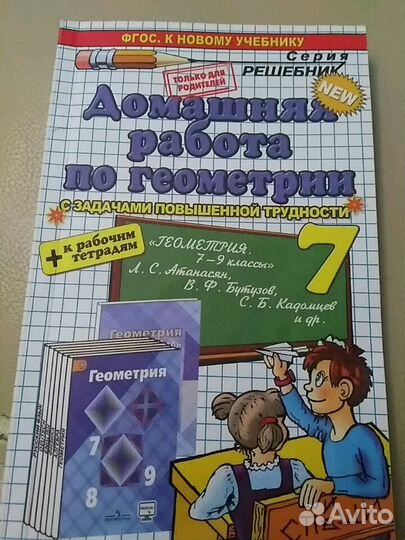 ФГОС. К НОВОМУ УЧЕБНИКУ
Серия
РЕШЕБНИК
ТОЛЬКО ДЛЯ
РОДИТЕЛЕЙ
NEW
Домашняя
работа
по геометрии
С ЗАДАЧАМИ ПОВЫШЕННОЙ ТРУДНОСТИ
+ к рабочим
тетрадям
7
«ГЕОМЕТРИЯ.
7–9 классы»
Л. С. Атанасян,
В. Ф. Бутузов,
С. Б. Кадомцев
и др.
Геометрия
Геометрия
7
8
9
ГЕОМЕТРИЯ
Avito